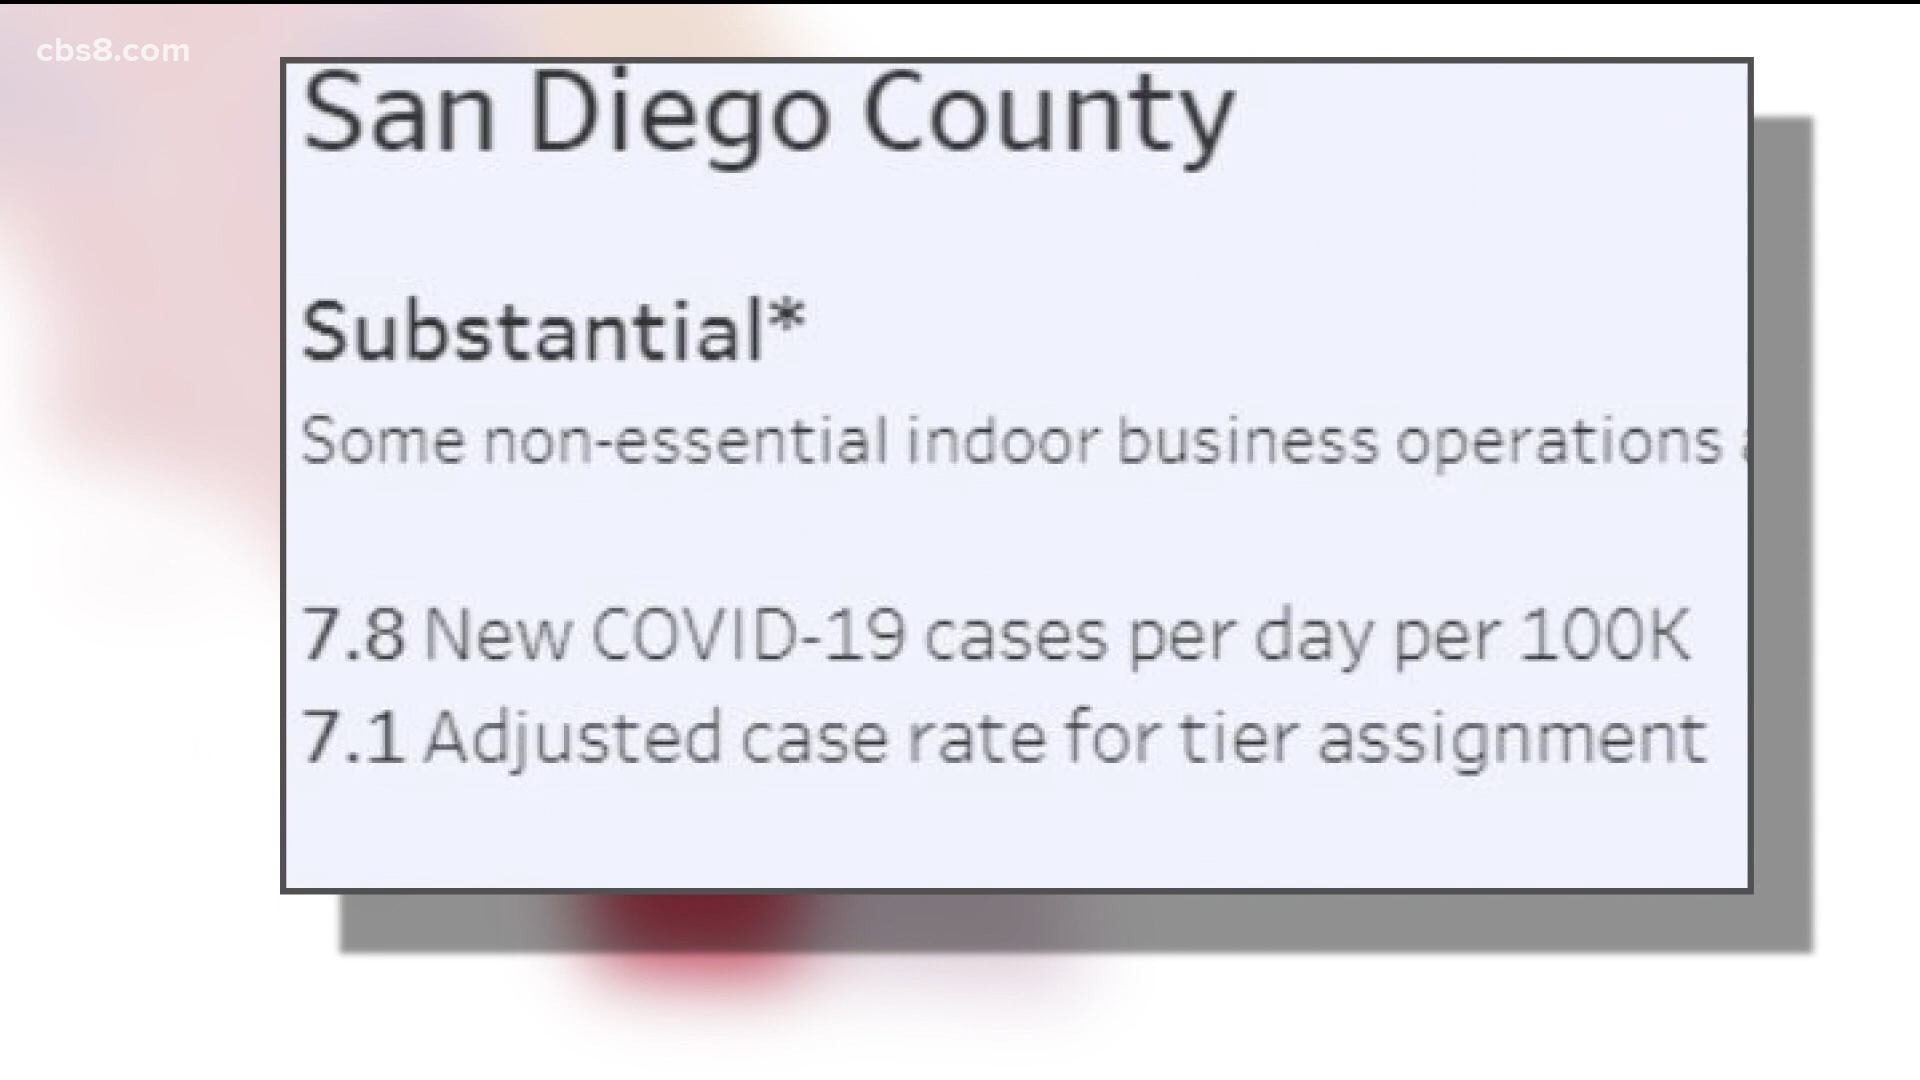 cbs8.com
San Diego County
Substantial*
Some non-essential indoor business operations
7.8 New COVID-19 cases per day per 100K
7.1 Adjusted case rate for tier assignment